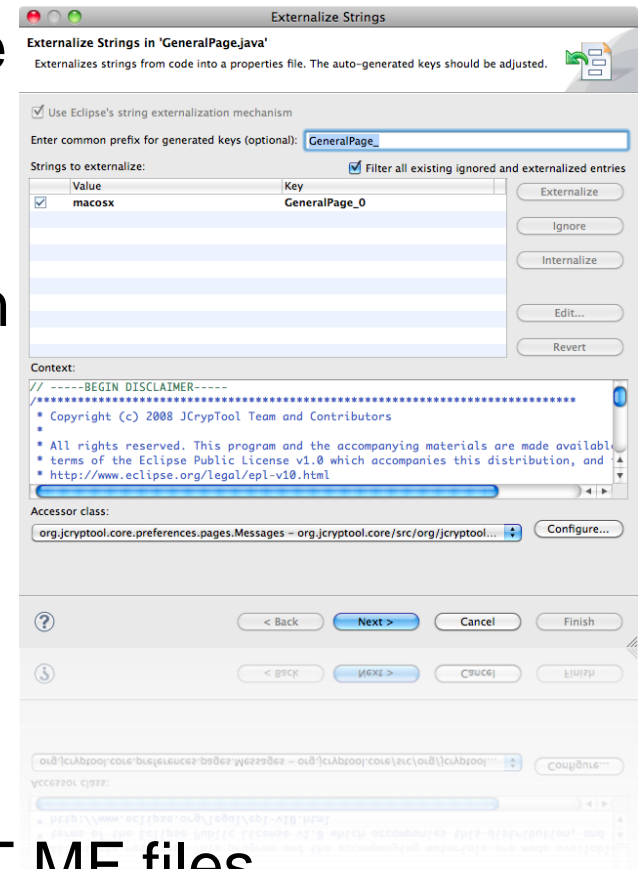 Externalize Strings
Externalize Strings in 'GeneralPage.java'
Externalizes strings from code into a properties file. The auto-generated keys should be adjusted.
Use Eclipse's string externalization mechanism
Enter common prefix for generated keys (optional): GeneralPage_
Strings to externalize: Filter all existing ignored and externalized entries
Value Key
macosx GeneralPage_0
Externalize
Ignore
Internalize
Edit...
Revert
Context:
// -----BEGIN DISCLAIMER-----
/*******************************************************************************
* Copyright (c) 2008 JCrypTool Team and Contributors
*
* All rights reserved. This program and the accompanying materials are made
* terms of the Eclipse Public License v1.0 which accompanies this distribution, and
* http://www.eclipse.org/legal/epl-v10.html
Accessor class:
org.jcryptool.core.preferences.pages.Messages - org.jcryptool.core/src/org/jcryptool... Configure...
? < Back Next > Cancel Finish
files